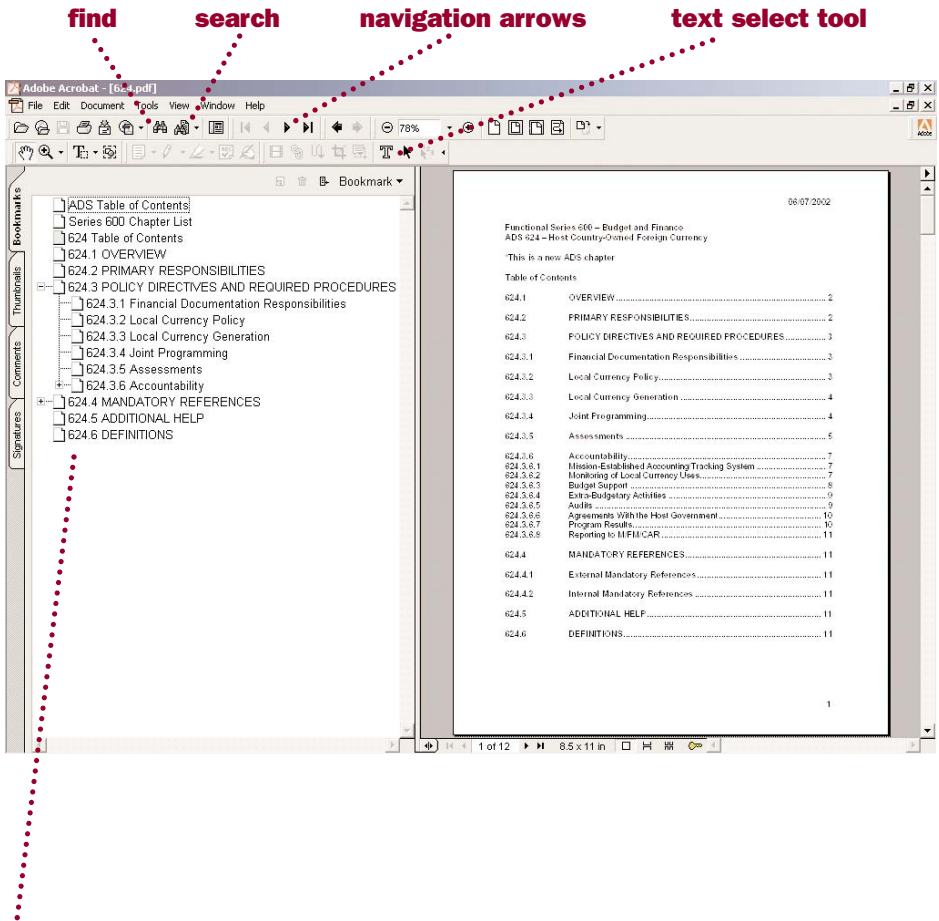 find search navigation arrows text select tool
Adobe Acrobat - [624.pdf]
File Edit Document Tools View Window Help
78%
Adobe
Bookmark
Bookmarks
Thumbnails
Comments
Signatures
ADS Table of Contents
Series 600 Chapter List
624 Table of Contents
624.1 OVERVIEW
624.2 PRIMARY RESPONSIBILITIES
624.3 POLICY DIRECTIVES AND REQUIRED PROCEDURES
624.3.1 Financial Documentation Responsibilities
624.3.2 Local Currency Policy
624.3.3 Local Currency Generation
624.3.4 Joint Programming
624.3.5 Assessments
624.3.6 Accountability
624.4 MANDATORY REFERENCES
624.5 ADDITIONAL HELP
624.6 DEFINITIONS
06/07/2002
Functional Series 600 – Budget and Finance
ADS 624 – Host Country-Owned Foreign Currency
*This is a new ADS chapter
Table of Contents
624.1 OVERVIEW 2
624.2 PRIMARY RESPONSIBILITIES 2
624.3 POLICY DIRECTIVES AND REQUIRED PROCEDURES 3
624.3.1 Financial Documentation Responsibilities 3
624.3.2 Local Currency Policy 3
624.3.3 Local Currency Generation 4
624.3.4 Joint Programming 4
624.3.5 Assessments 5
624.3.6 Accountability 7
624.3.6.1 Mission-Established Accounting Tracking System 7
624.3.6.2 Monitoring of Local Currency Uses 7
624.3.6.3 Budget Support 8
624.3.6.4 Extra-Budgetary Activities 9
624.3.6.5 Audits 9
624.3.6.6 Agreements With the Host Government 10
624.3.6.7 Program Results 10
624.3.6.8 Reporting to M/FM/CAR 11
624.4 MANDATORY REFERENCES 11
624.4.1 External Mandatory References 11
624.4.2 Internal Mandatory References 11
624.5 ADDITIONAL HELP 11
624.6 DEFINITIONS 11
1
1 of 12 8.5 x 11 in